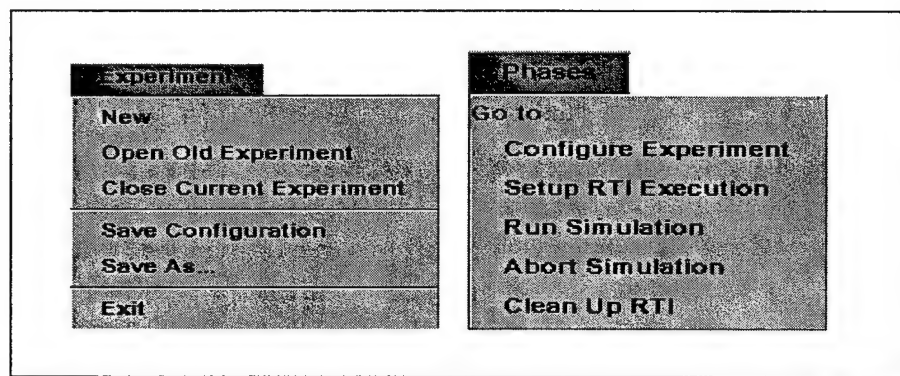 Experiment
New
Open Old Experiment
Close Current Experiment
Save Configuration
Save As...
Exit
Phases
Go to ...
Configure Experiment
Setup RTI Execution
Run Simulation
Abort Simulation
Clean Up RTI